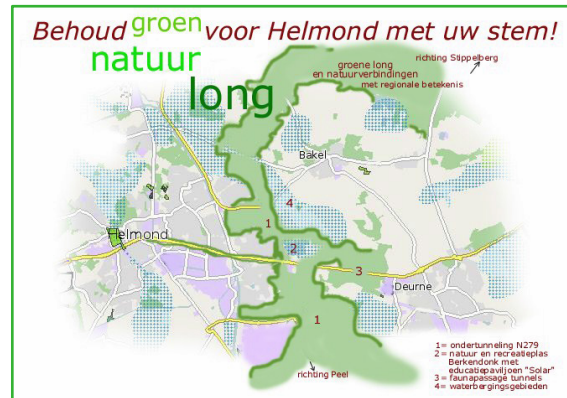 Behoud groen voor Helmond met uw stem!
natuur
long
groene long
en natuurverbindingen
met regionale betekenis
richting Stippelberg
Bakel
4
1
Helmond
2
3
Deurne
1
richting Peel
1= ondertunneling N279
2= natuur en recreatieplas
Berkendonk met
educatiepaviljoen "Solar"
3= faunapassage tunnels
4= waterbergingsgebieden